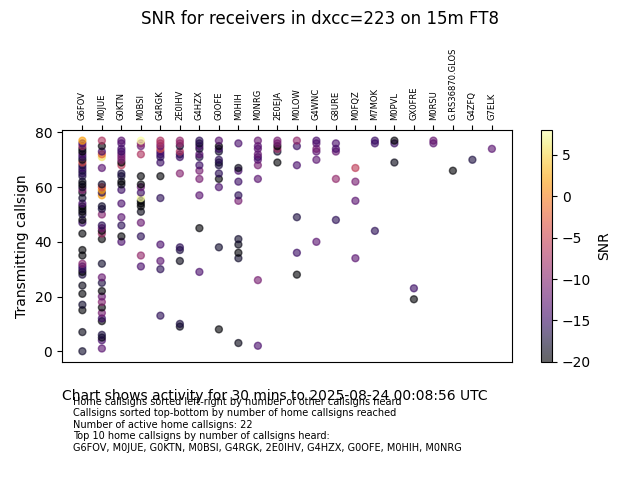 SNR for receivers in dxcc=223 on 15m FT8
G6FOV M0JUE G0KTN M0BSI G4RGK 2E0IHV G4HZX G0OFE M0HIH M0NRG 2E0EJA M0LOW G4WNC G8URE M0FQZ M7MOK M0PVL GX0FRE M0RSU G.RS36870.GLOS G4ZFQ G7ELK
80
60
40
20
0
Transmitting callsign
5
0
−5
−10
−15
−20
SNR
Chart shows activity for 30 mins to 2025-08-24 00:08:56 UTC
Home callsigns sorted left-right by number of other callsigns heard
Callsigns sorted top-bottom by number of home callsigns reached
Number of active home callsigns: 22
Top 10 home callsigns by number of callsigns heard:
G6FOV, M0JUE, G0KTN, M0BSI, G4RGK, 2E0IHV, G4HZX, G0OFE, M0HIH, M0NRG